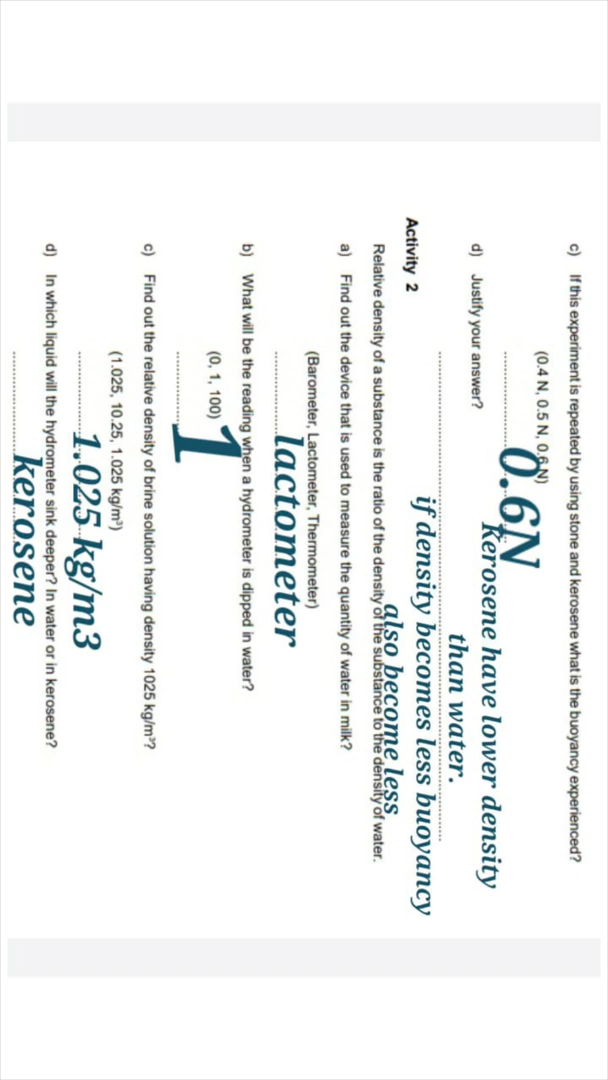 c) If this experiment is repeated by using stone and kerosene what is the buoyancy experienced?
(0.4 N, 0.5 N, 0.6 N)
0.6N
d) Justify your answer?
Kerosene have lower density
than water.
if density becomes less buoyancy
also become less
Activity 2
Relative density of a substance is the ratio of the density of the substance to the density of water.
a) Find out the device that is used to measure the quantity of water in milk?
(Barometer, Lactometer, Thermometer)
lactometer
b) What will be the reading when a hydrometer is dipped in water?
(0, 1, 100)
1
c) Find out the relative density of brine solution having density 1025 kg/m³?
(1.025, 10.25, 1.025 kg/m³)
1.025 kg/m3
d) In which liquid will the hydrometer sink deeper? In water or in kerosene?
kerosene